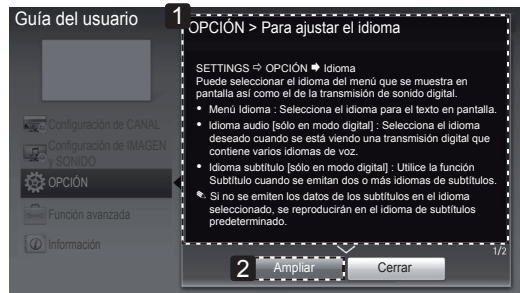 Guía del usuario
1
OPCIÓN > Para ajustar el idioma
SETTINGS ⇨ OPCIÓN ➡ Idioma
Puede seleccionar el idioma del menú que se muestra en
pantalla así como el de la transmisión de sonido digital.
• Menú Idioma : Selecciona el idioma para el texto en pantalla.
• Idioma audio [sólo en modo digital] : Selecciona el idioma
deseado cuando se está viendo una transmisión digital que
contiene varios idiomas de voz.
• Idioma subtítulo [sólo en modo digital] : Utilice la función
Subtítulo cuando se emitan dos o más idiomas de subtítulos.
Si no se emiten los datos de los subtítulos en el idioma
seleccionado, se reproducirán en el idioma de subtítulos
predeterminado.
Configuración de CANAL
Configuración de IMAGEN
y SONIDO
OPCIÓN
Función avanzada
Información
1/2
2
Ampliar
Cerrar